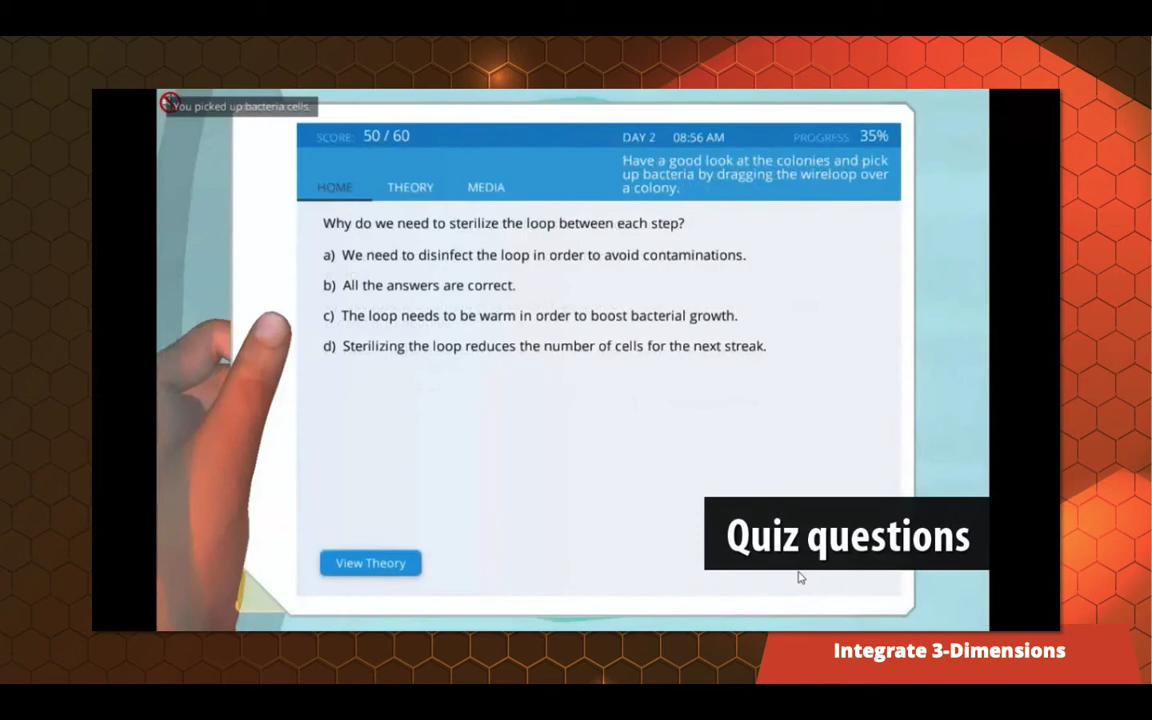 You picked up bacteria cells.
SCORE: 50 / 60
DAY 2 08:56 AM
PROGRESS: 35%
Have a good look at the colonies and pick
up bacteria by dragging the wireloop over
a colony.
HOME THEORY MEDIA
Why do we need to sterilize the loop between each step?
a) We need to disinfect the loop in order to avoid contaminations.
b) All the answers are correct.
c) The loop needs to be warm in order to boost bacterial growth.
d) Sterilizing the loop reduces the number of cells for the next streak.
Quiz questions
View Theory
Integrate 3-Dimensions